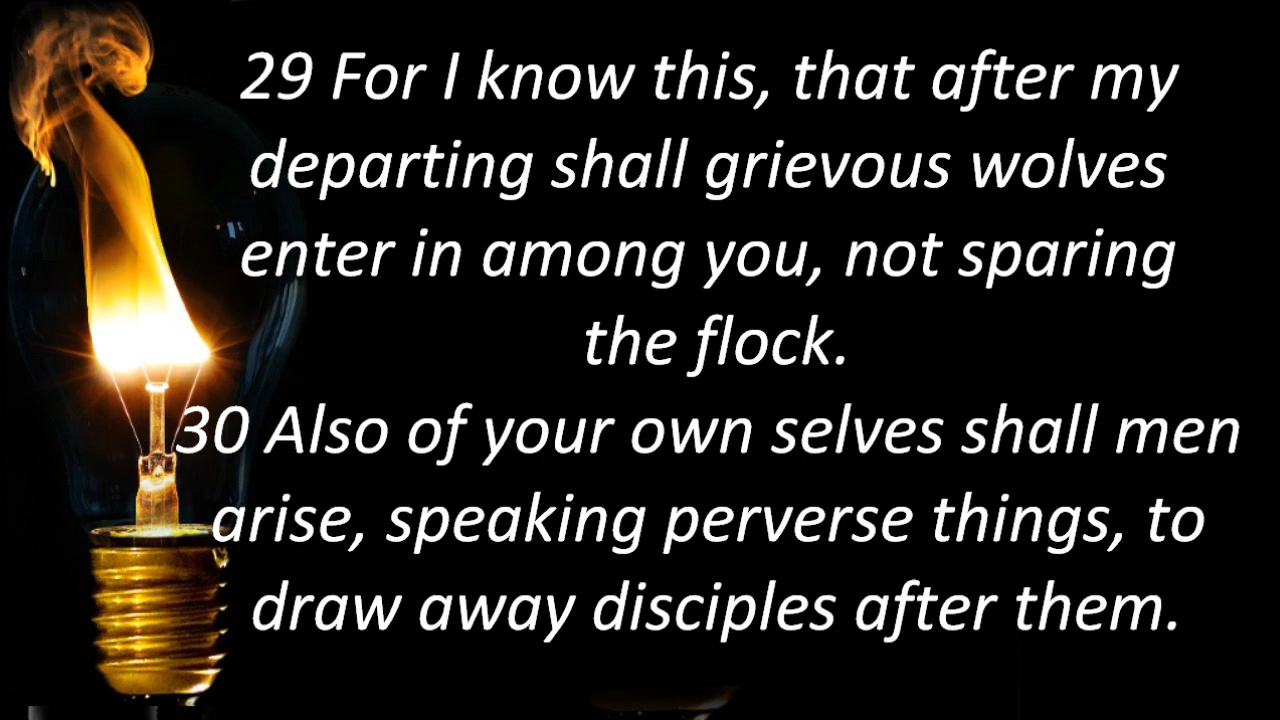 29 For I know this, that after my
departing shall grievous wolves
enter in among you, not sparing
the flock.
30 Also of your own selves shall men
arise, speaking perverse things, to
draw away disciples after them.